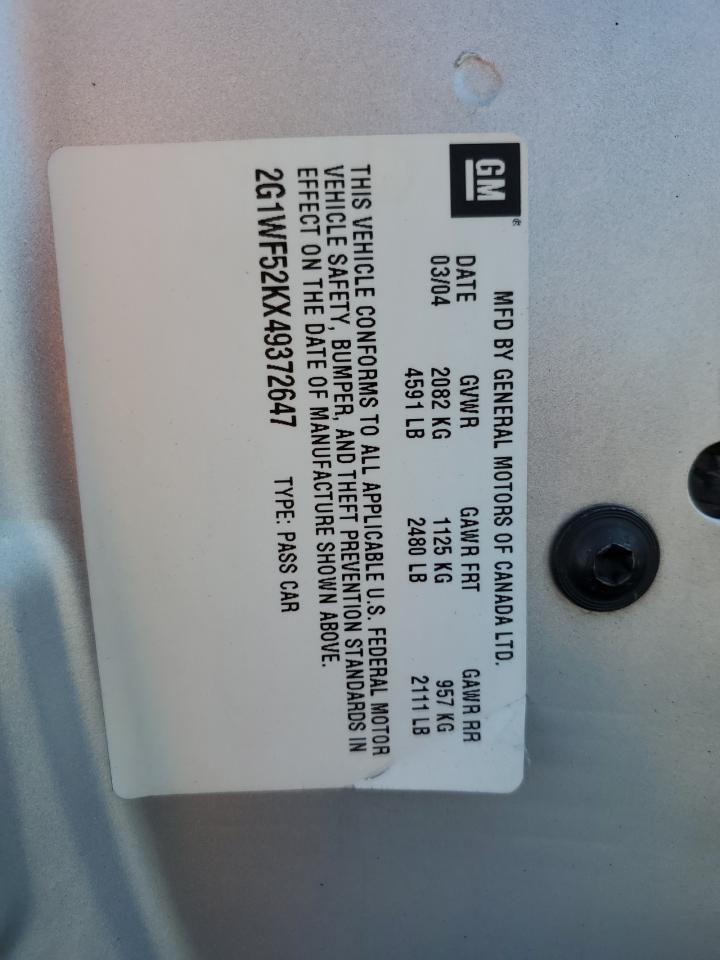 GM®
MFD BY GENERAL MOTORS OF CANADA LTD.
DATE GVWR GAWR FRT GAWR RR
03/04 2082 KG 1125 KG 957 KG
4591 LB 2480 LB 2111 LB
THIS VEHICLE CONFORMS TO ALL APPLICABLE U.S. FEDERAL MOTOR
VEHICLE SAFETY, BUMPER, AND THEFT PREVENTION STANDARDS IN
EFFECT ON THE DATE OF MANUFACTURE SHOWN ABOVE.
2G1WF52KX49372647 TYPE: PASS CAR